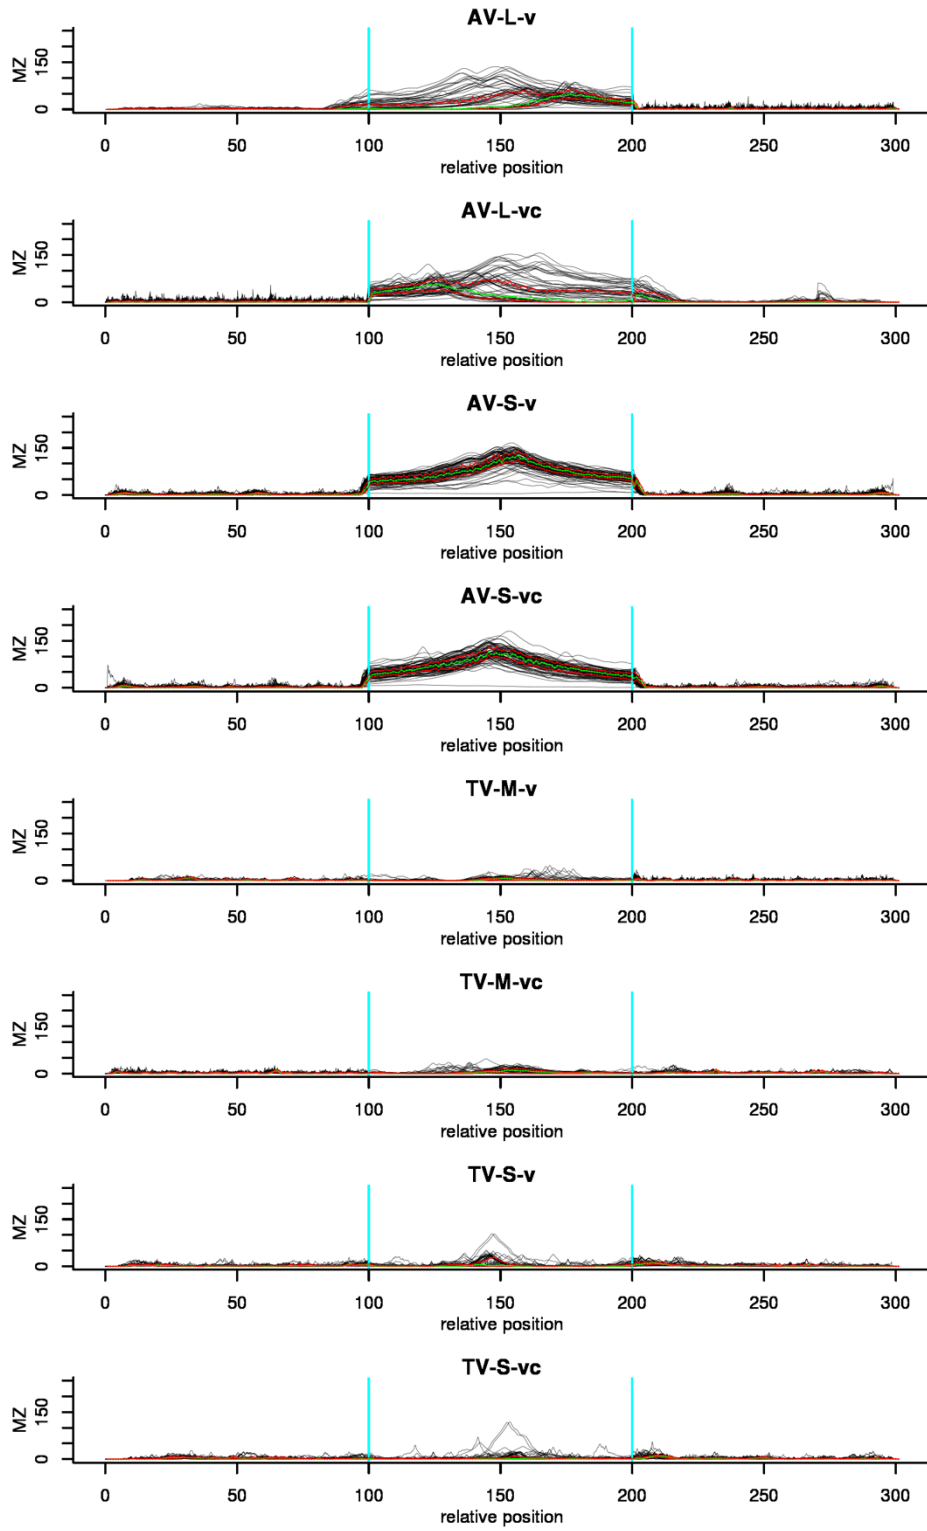 AV-L-v
MZ
150
0
0 50 100 150 200 250 300
relative position
AV-L-vc
MZ
150
0
0 50 100 150 200 250 300
relative position
AV-S-v
MZ
150
0
0 50 100 150 200 250 300
relative position
AV-S-vc
MZ
150
0
0 50 100 150 200 250 300
relative position
TV-M-v
MZ
150
0
0 50 100 150 200 250 300
relative position
TV-M-vc
MZ
150
0
0 50 100 150 200 250 300
relative position
TV-S-v
MZ
150
0
0 50 100 150 200 250 300
relative position
TV-S-vc
MZ
150
0
0 50 100 150 200 250 300
relative position